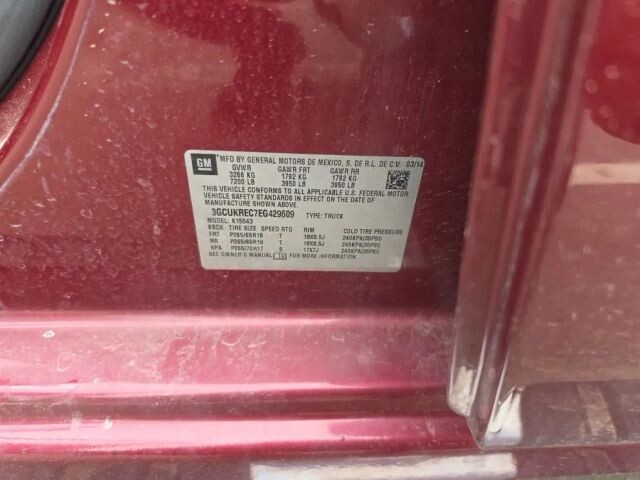 GM MFD BY GENERAL MOTORS DE MEXICO, S. DE R.L. DE C.V. 03/14
GVWR GAWR FRT GAWR RR
3266 KG 1792 KG 1792 KG
7200 LB 3950 LB 3950 LB
THIS VEHICLE CONFORMS TO ALL APPLICABLE U.S. FEDERAL MOTOR
VEHICLE SAFETY STANDARDS IN EFFECT ON THE DATE OF
MANUFACTURE SHOWN ABOVE.
3GCUKREC7EG429509 TYPE: TRUCK
MODEL: K15543
KBDX TIRE SIZE SPEED RTG RIM COLD TIRE PRESSURE
FRT P265/65R18 T 18X8.5J 240KPA(35PSI)
RR P265/65R18 T 18X8.5J 240KPA(35PSI)
SPA P265/70R17 S 17X7J 240KPA(35PSI)
SEE OWNER'S MANUAL FOR MORE INFORMATION.